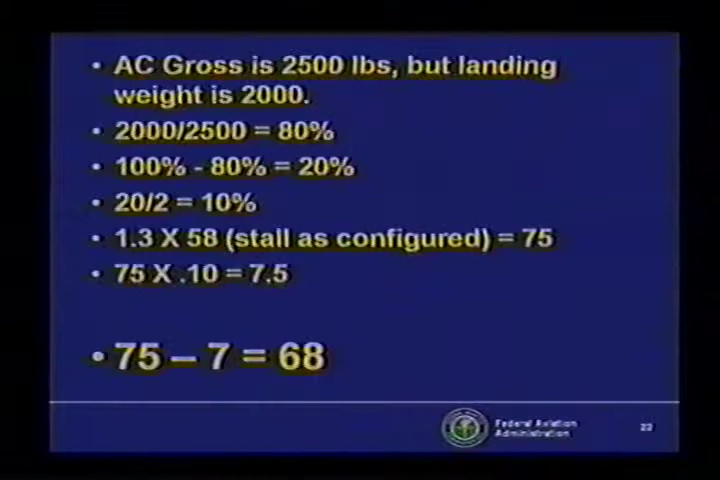 • AC Gross is 2500 lbs, but landing
weight is 2000.
• 2000/2500 = 80%
• 100% - 80% = 20%
• 20/2 = 10%
• 1.3 X 58 (stall as configured) = 75
• 75 X .10 = 7.5
• 75 – 7 = 68
Federal Aviation
Administration
23